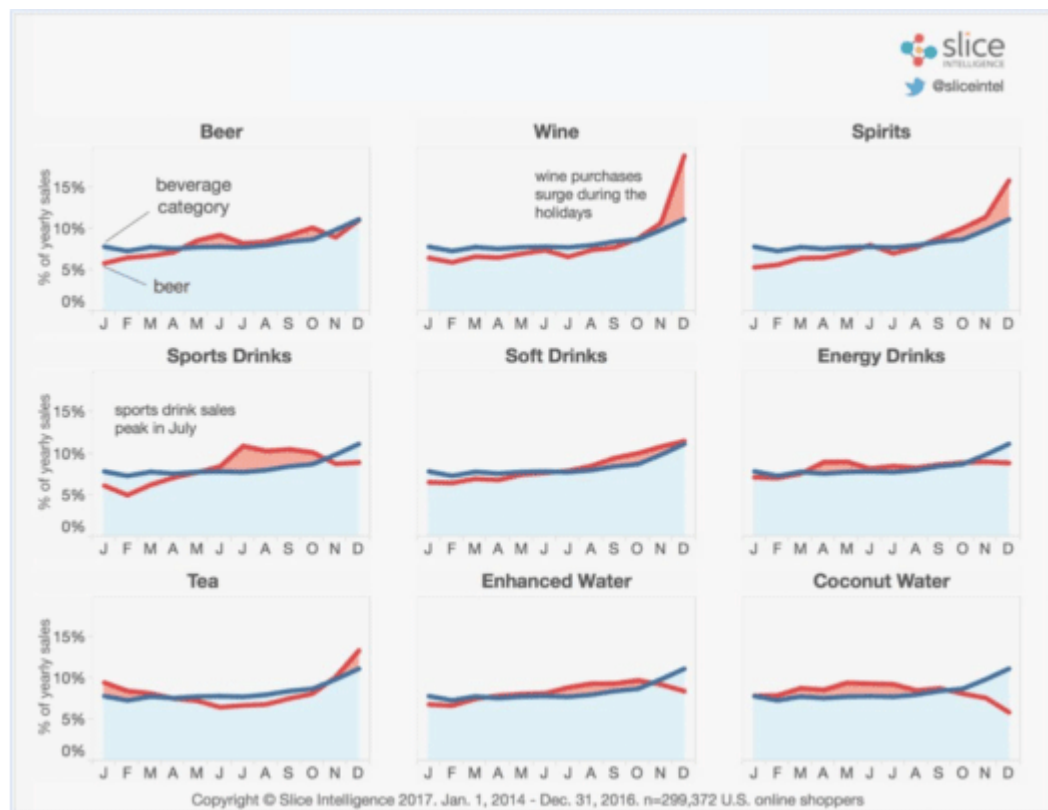 slice
INTELLIGENCE
@sliceintel
Beer
Wine
Spirits
% of yearly sales
15%
10%
5%
0%
beverage
category
beer
wine purchases
surge during the
holidays
J F M A M J J A S O N D
J F M A M J J A S O N D
J F M A M J J A S O N D
Sports Drinks
Soft Drinks
Energy Drinks
% of yearly sales
15%
10%
5%
0%
sports drink sales
peak in July
J F M A M J J A S O N D
J F M A M J J A S O N D
J F M A M J J A S O N D
Tea
Enhanced Water
Coconut Water
% of yearly sales
15%
10%
5%
0%
J F M A M J J A S O N D
J F M A M J J A S O N D
J F M A M J J A S O N D
Copyright © Slice Intelligence 2017. Jan. 1, 2014 - Dec. 31, 2016. n=299,372 U.S. online shoppers